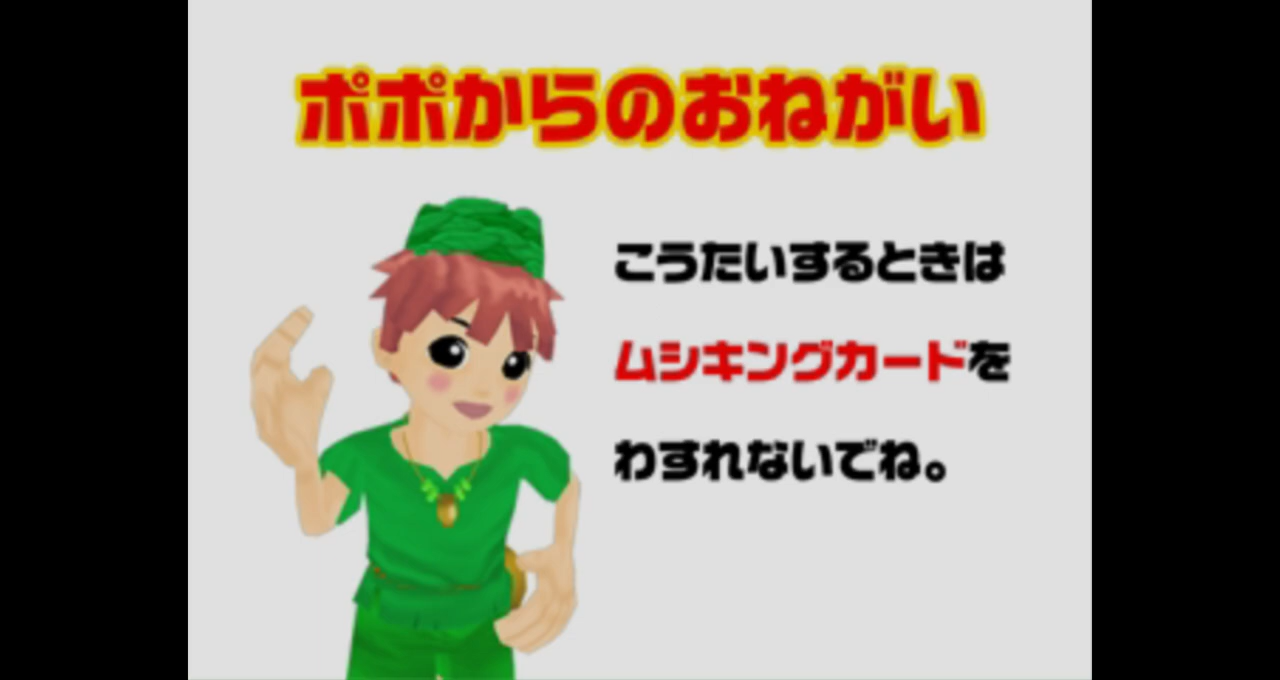 ポポからのおねがい
こうたいするときは
ムシキングカードを
わすれないでね。